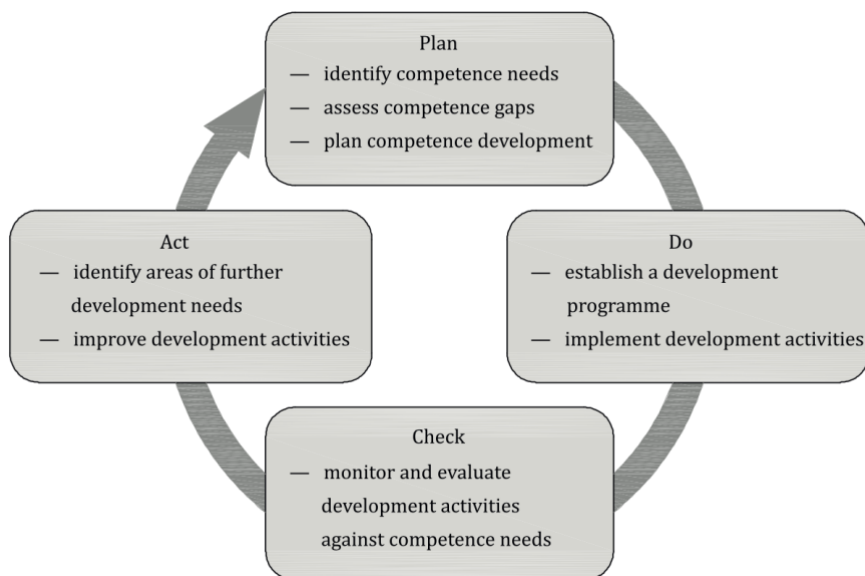 Plan
— identify competence needs
— assess competence gaps
— plan competence development
Act
— identify areas of further
development needs
— improve development activities
Do
— establish a development
programme
— implement development activities
Check
— monitor and evaluate
development activities
against competence needs